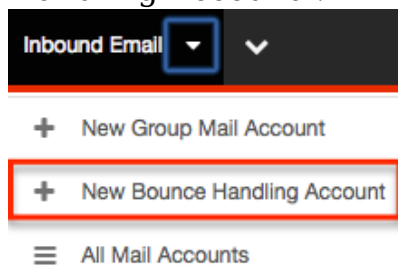 Inbound Email
New Group Mail Account
New Bounce Handling Account
All Mail Accounts